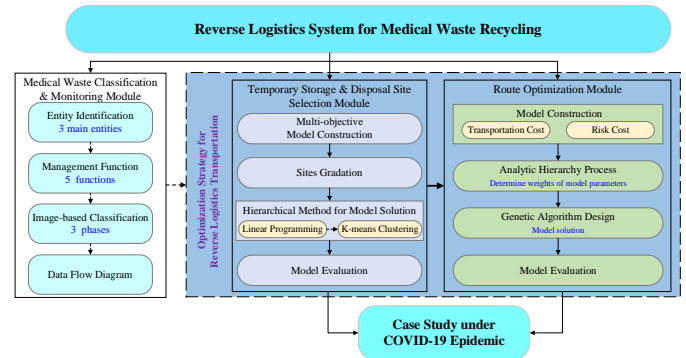 Reverse Logistics System for Medical Waste Recycling
Medical Waste Classification
& Monitoring Module
Entity Identification
3 main entities
Management Function
5 functions
Image-based Classification
3 phases
Data Flow Diagram
Optimization Strategy for
Reverse Logistics Transportation
Temporary Storage & Disposal Site
Selection Module
Multi-objective
Model Construction
Sites Gradation
Hierarchical Method for Model Solution
Linear Programming
K-means Clustering
Model Evaluation
Route Optimization Module
Model Construction
Transportation Cost
Risk Cost
Analytic Hierarchy Process
Determine weights of model parameters
Genetic Algorithm Design
Model solution
Model Evaluation
Case Study under
COVID-19 Epidemic